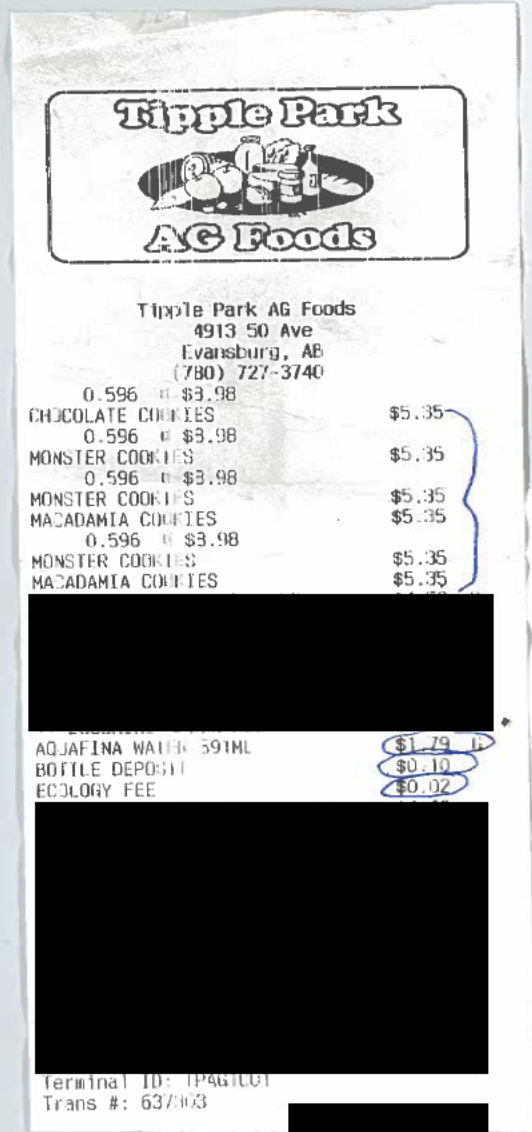 Tipple Park
AG Foods
Tipple Park AG Foods
4913 50 Ave
Evansburg, AB
(780) 727-3740
0.596 @ $8.98
CHOCOLATE COOKIES $5.35
0.596 @ $8.98
MONSTER COOKIES $5.35
0.596 @ $8.98
MONSTER COOKIES $5.35
MACADAMIA COOKIES $5.35
0.596 @ $8.98
MONSTER COOKIES $5.35
MACADAMIA COOKIES $5.35
AQUAFINA WATER 591ML $1.79 G
BOTTLE DEPOSIT $0.10
ECOLOGY FEE $0.02
Terminal ID:
Trans #: